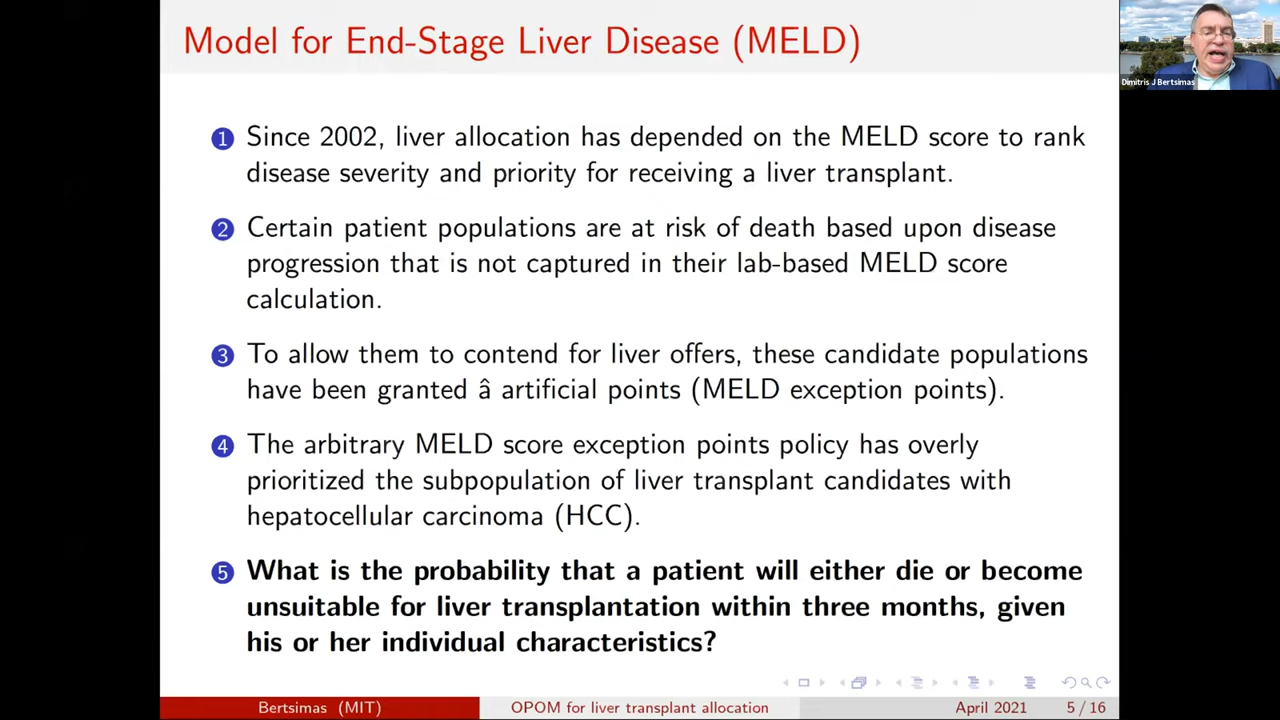 Model for End-Stage Liver Disease (MELD)
Dimitris J Bertsimas
1 Since 2002, liver allocation has depended on the MELD score to rank
disease severity and priority for receiving a liver transplant.
2 Certain patient populations are at risk of death based upon disease
progression that is not captured in their lab-based MELD score
calculation.
3 To allow them to contend for liver offers, these candidate populations
have been granted â artificial points (MELD exception points).
4 The arbitrary MELD score exception points policy has overly
prioritized the subpopulation of liver transplant candidates with
hepatocellular carcinoma (HCC).
5 What is the probability that a patient will either die or become
unsuitable for liver transplantation within three months, given
his or her individual characteristics?
Bertsimas (MIT) OPOM for liver transplant allocation April 2021 5 / 16